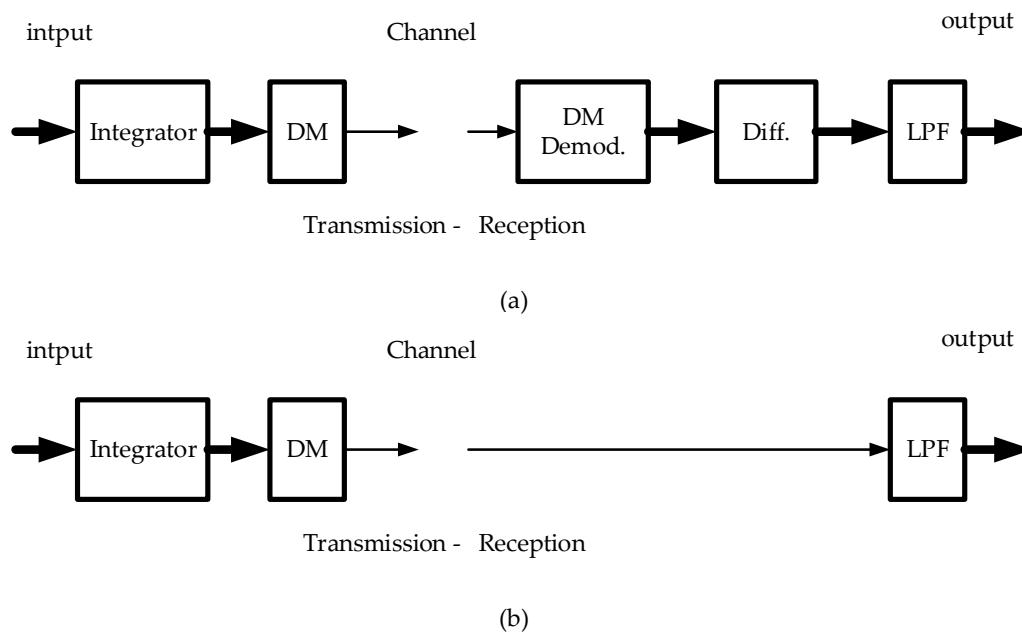 intput Channel output
Integrator DM DM Demod. Diff. LPF
Transmission - Reception
(a)
intput Channel output
Integrator DM LPF
Transmission - Reception
(b)